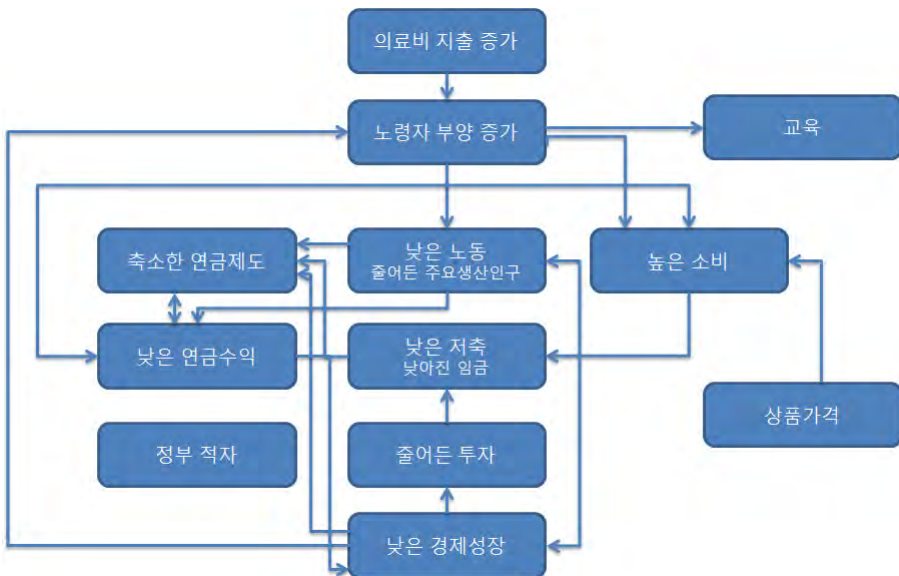 의료비 지출 증가
노령자 부양 증가
교육
축소한 연금제도
낮은 노동
줄어든 주요생산인구
높은 소비
낮은 연금수익
낮은 저축
낮아진 임금
상품가격
정부 적자
줄어든 투자
낮은 경제성장